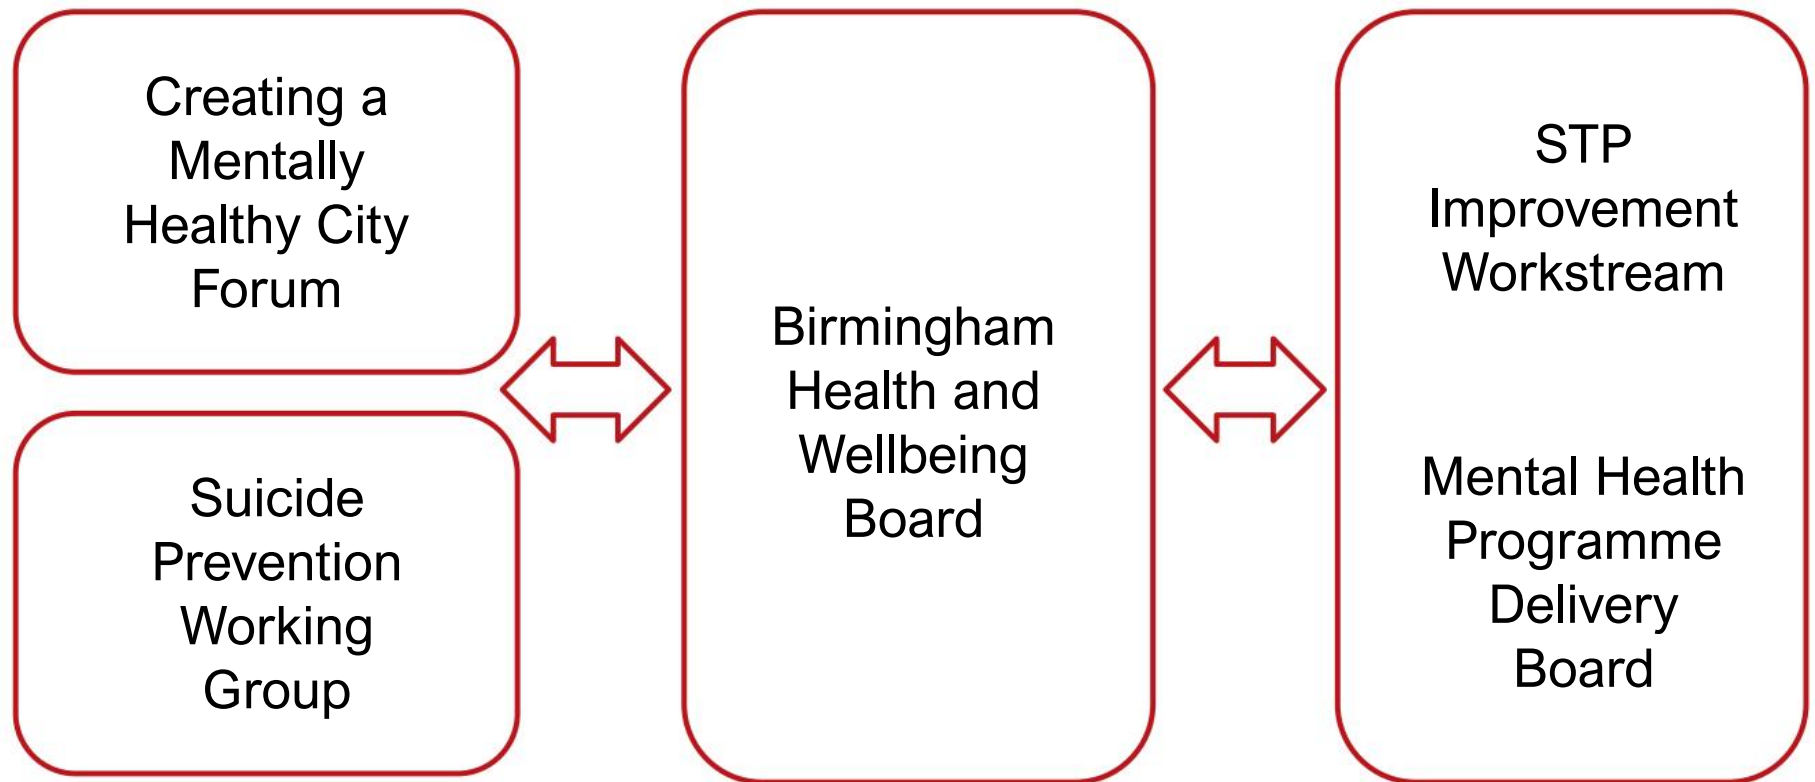 Creating a
Mentally
Healthy City
Forum
Suicide
Prevention
Working
Group
Birmingham
Health and
Wellbeing
Board
STP
Improvement
Workstream
Mental Health
Programme
Delivery
Board